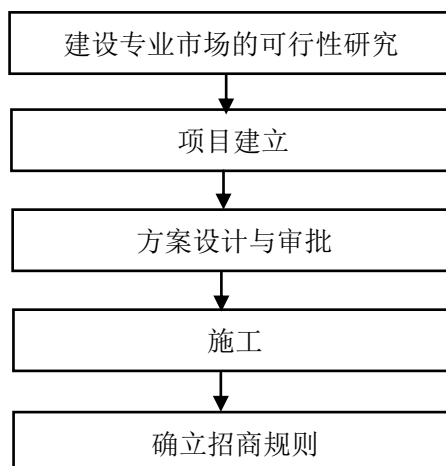 建设专业市场的可行性研究
项目建立
方案设计与审批
施工
确立招商规则